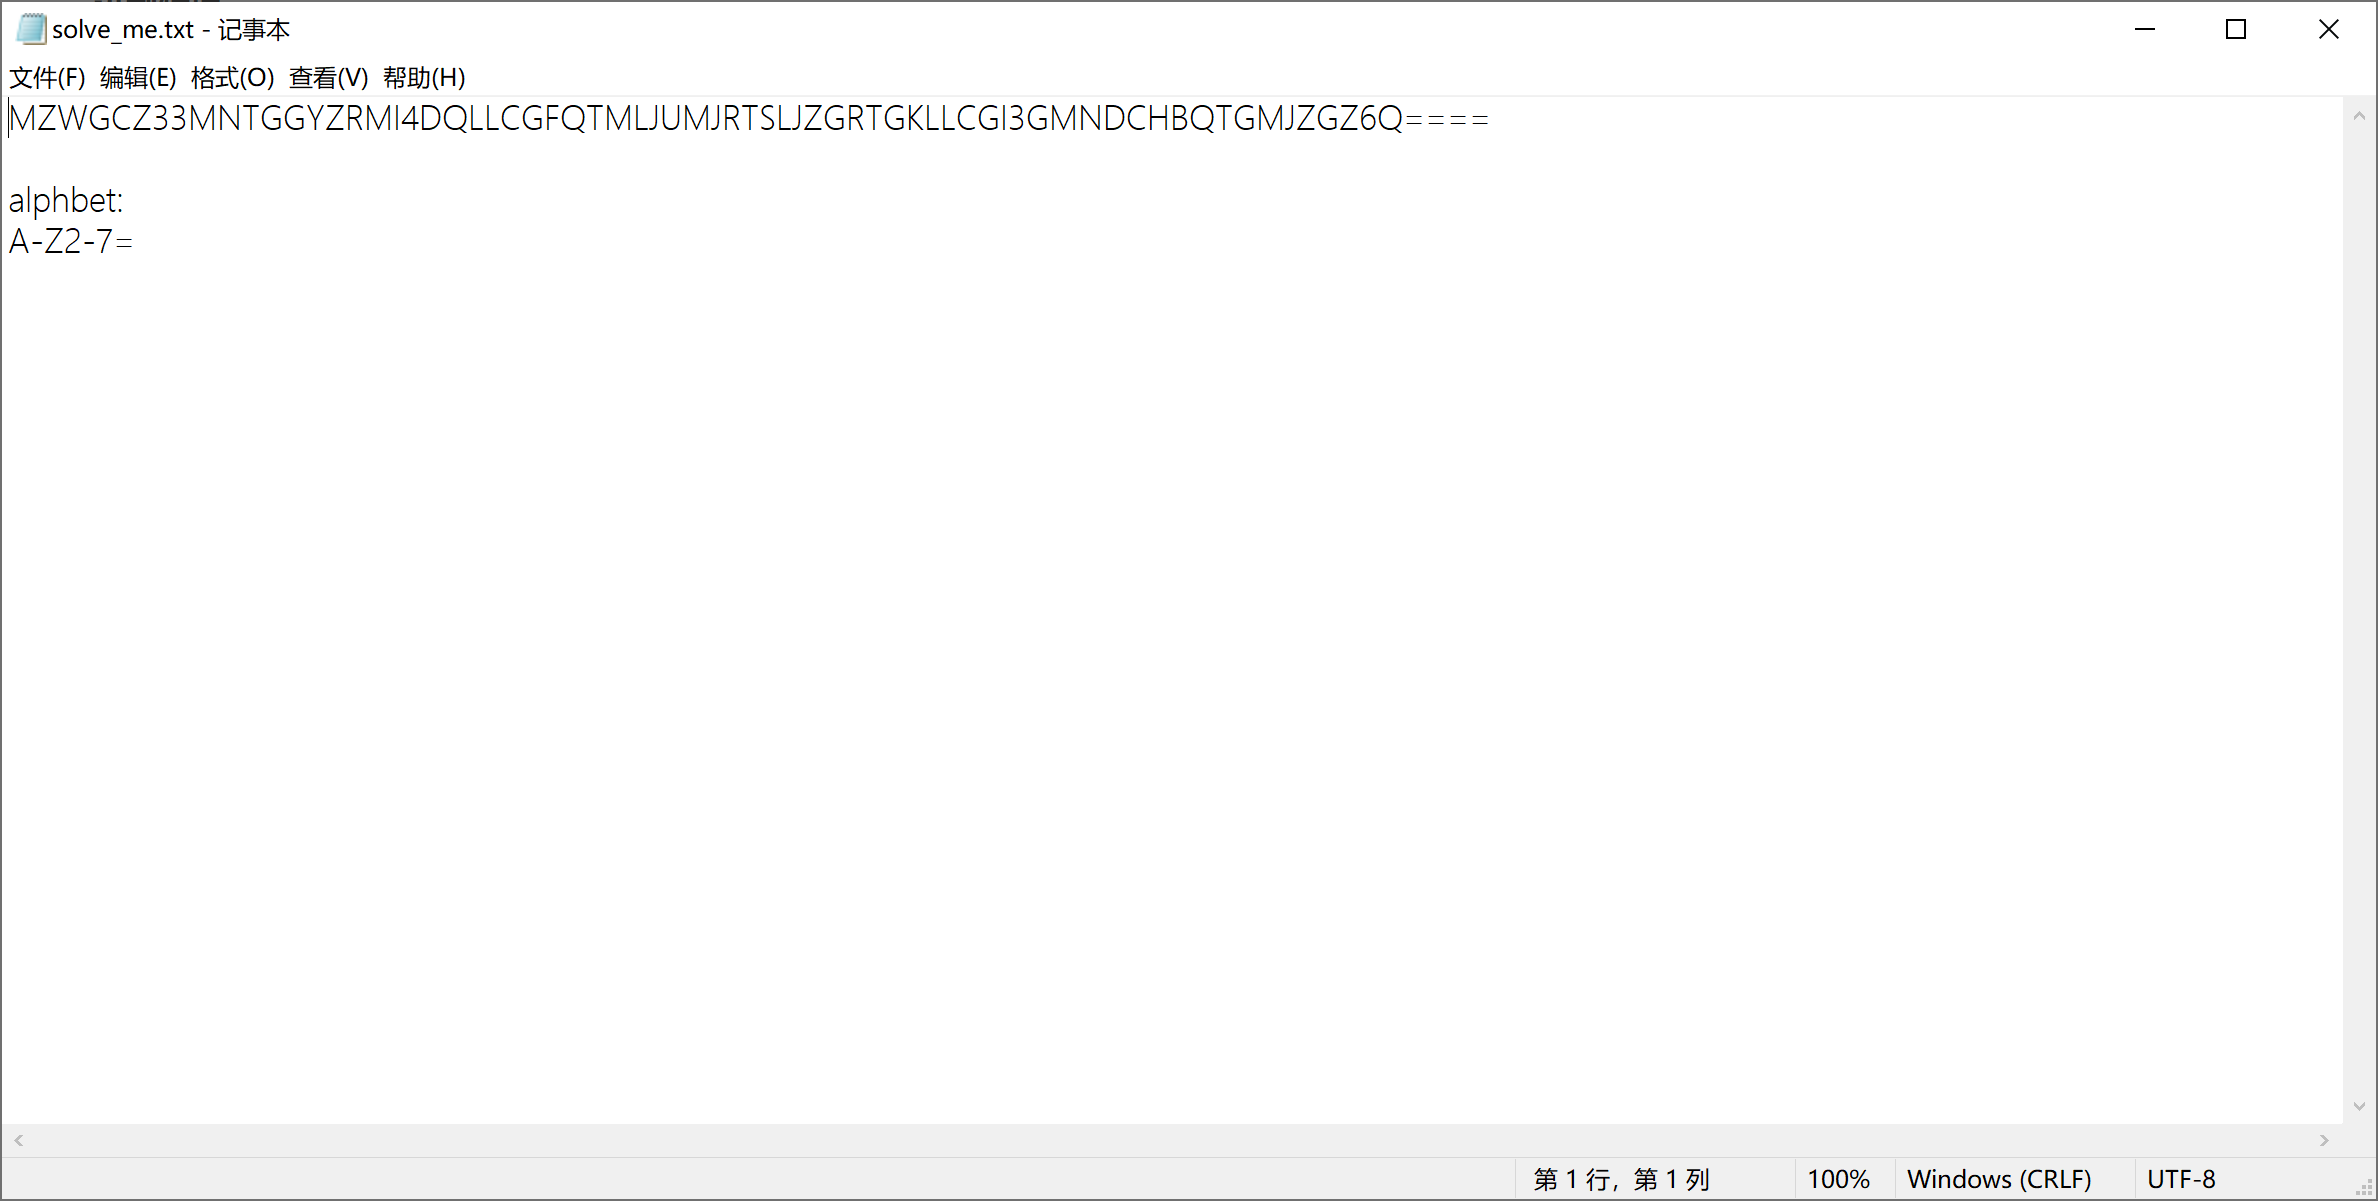 solve_me.txt - 记事本
文件(F) 编辑(E) 格式(O) 查看(V) 帮助(H)
MZWGCZ33MNTGGYZRMI4DQLLCGFQTMLJUMJRTSLJZGRTGKLLCGI3GMNDCHBQTGMJZGZ6Q====
alphbet:
A-Z2-7=
第 1 行，第 1 列 100% Windows (CRLF) UTF-8